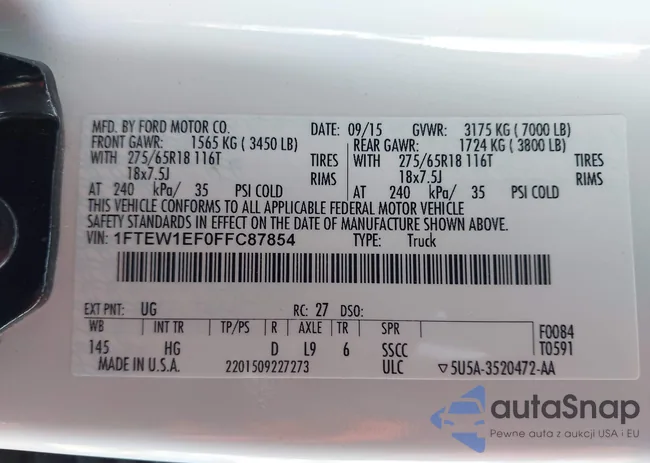 MFD. BY FORD MOTOR CO. DATE: 09/15 GVWR: 3175 KG ( 7000 LB)
FRONT GAWR: 1565 KG ( 3450 LB) REAR GAWR: 1724 KG ( 3800 LB)
WITH 275/65R18 116T TIRES WITH 275/65R18 116T TIRES
18x7.5J RIMS 18x7.5J RIMS
AT 240 kPa/ 35 PSI COLD AT 240 kPa/ 35 PSI COLD
THIS VEHICLE CONFORMS TO ALL APPLICABLE FEDERAL MOTOR VEHICLE
SAFETY STANDARDS IN EFFECT ON THE DATE OF MANUFACTURE SHOWN ABOVE.
VIN: 1FTEW1EF0FFC87854 TYPE: Truck
EXT PNT: UG RC: 27 DSO:
WB INT TR TP/PS R AXLE TR SPR F0084
145 HG D L9 6 SSCC T0591
MADE IN U.S.A. 2201509227273 ULC ▽5U5A-3520472-AA
autaSnap
Pewne auta z aukcji USA i EU